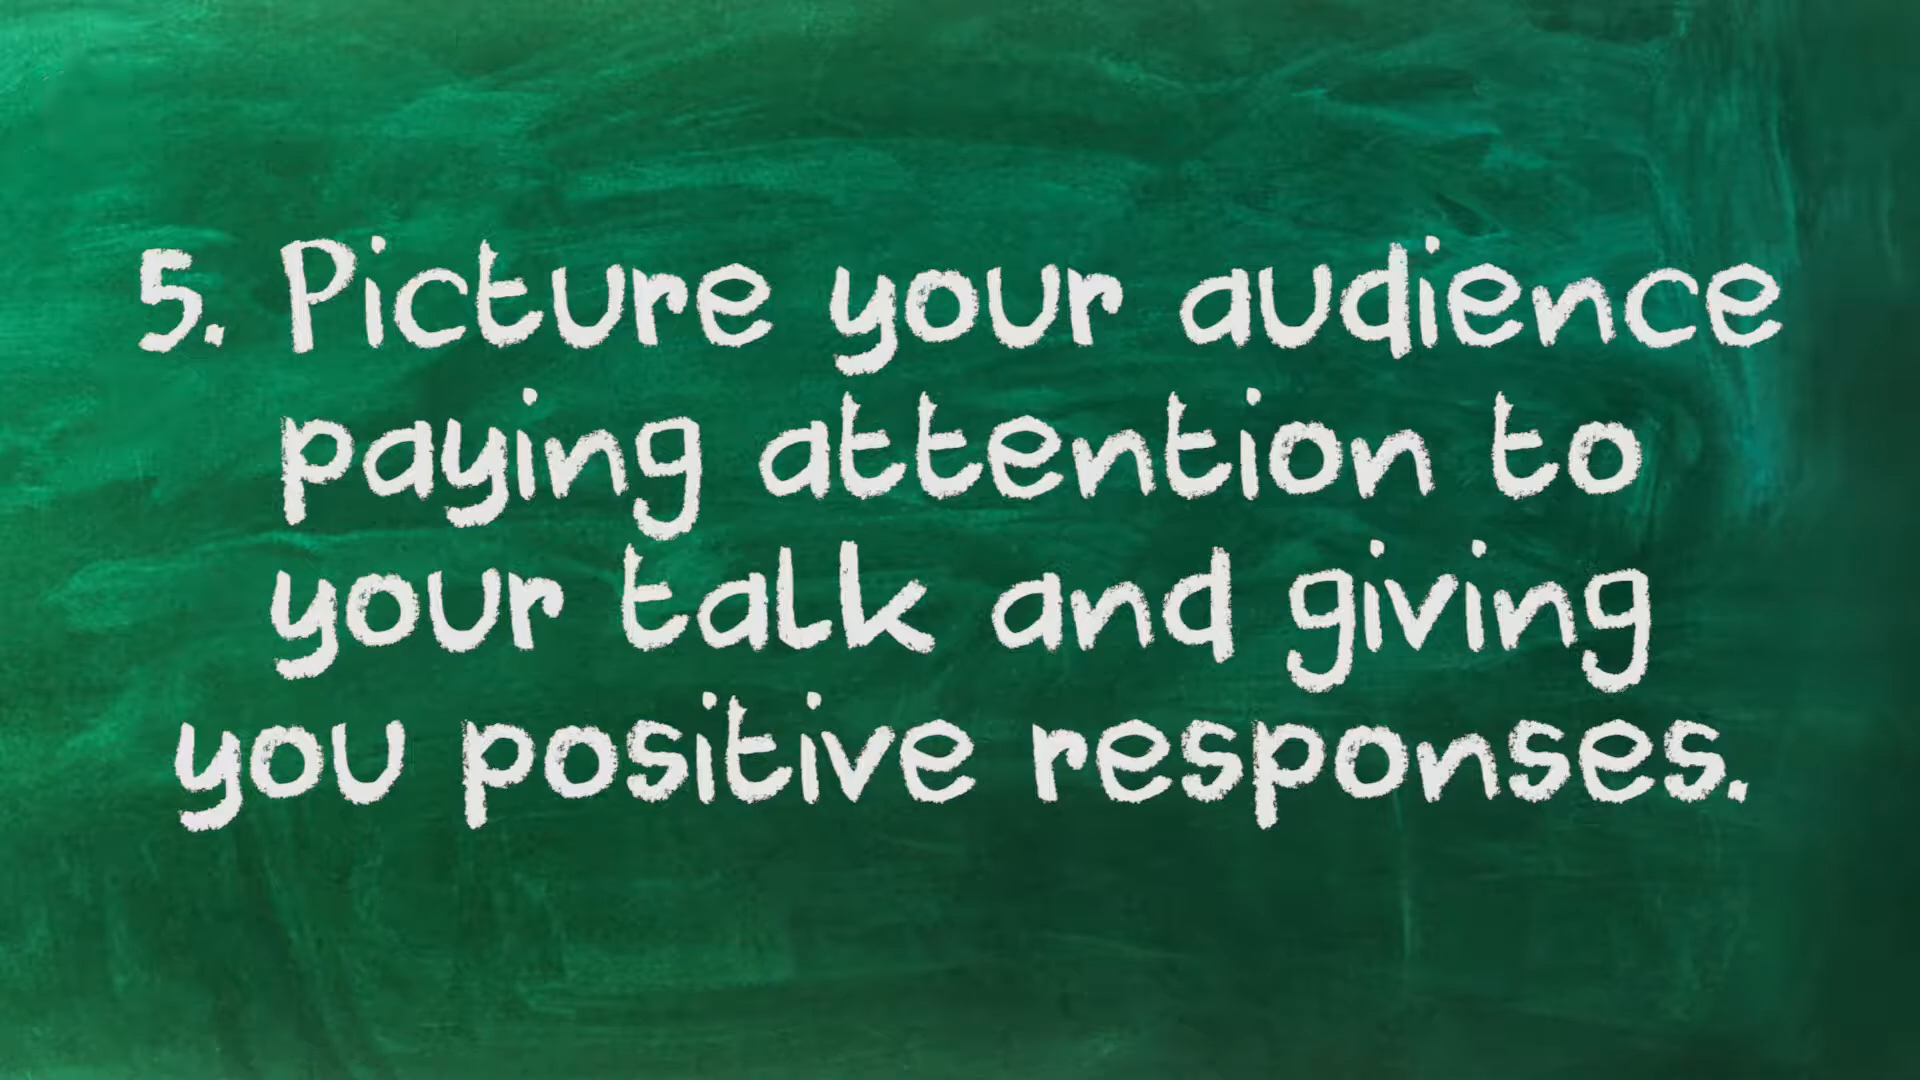 5. Picture your audience
paying attention to
your talk and giving
you positive responses.